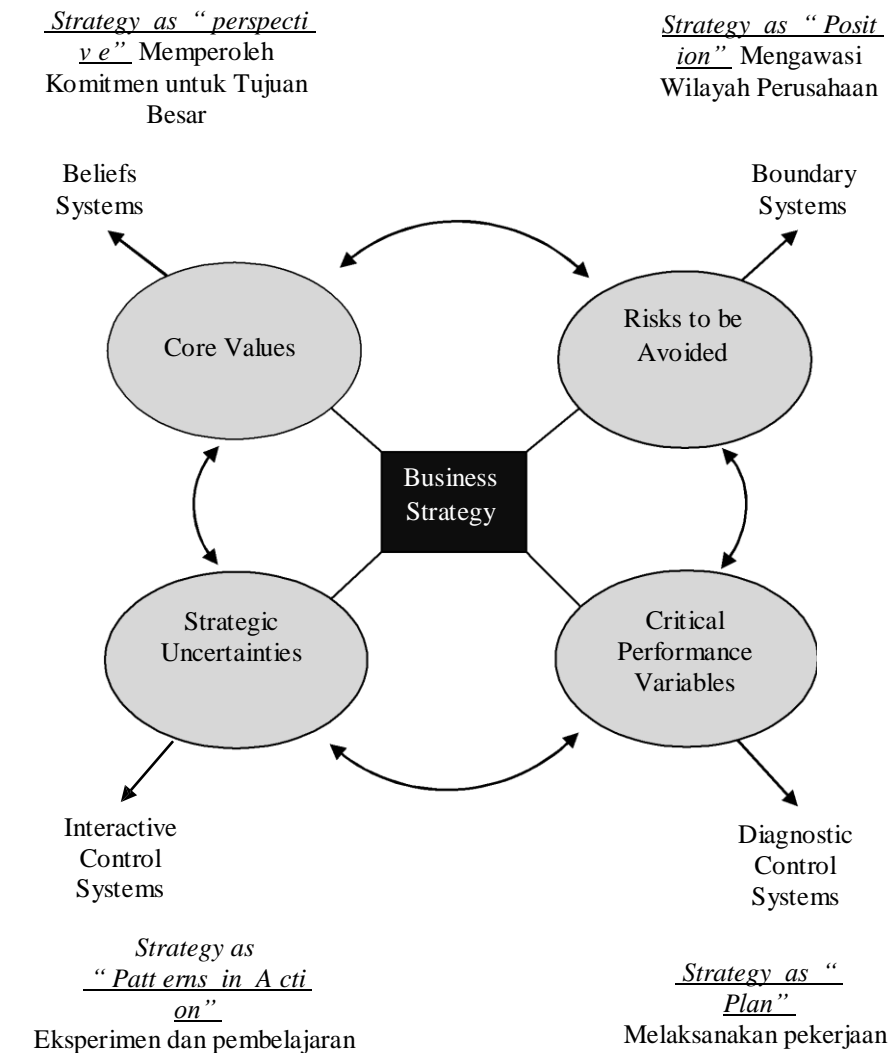 Strategy as “ perspecti
v e” Memperoleh
Komitmen untuk Tujuan
Besar
Strategy as “ Posit
ion” Mengawasi
Wilayah Perusahaan
Beliefs
Systems
Boundary
Systems
Core Values
Risks to be
Avoided
Business
Strategy
Strategic
Uncertainties
Critical
Performance
Variables
Interactive
Control
Systems
Diagnostic
Control
Systems
Strategy as
“ Patt erns in A cti
on”
Eksperimen dan pembelajaran
Strategy as “
Plan”
Melaksanakan pekerjaan